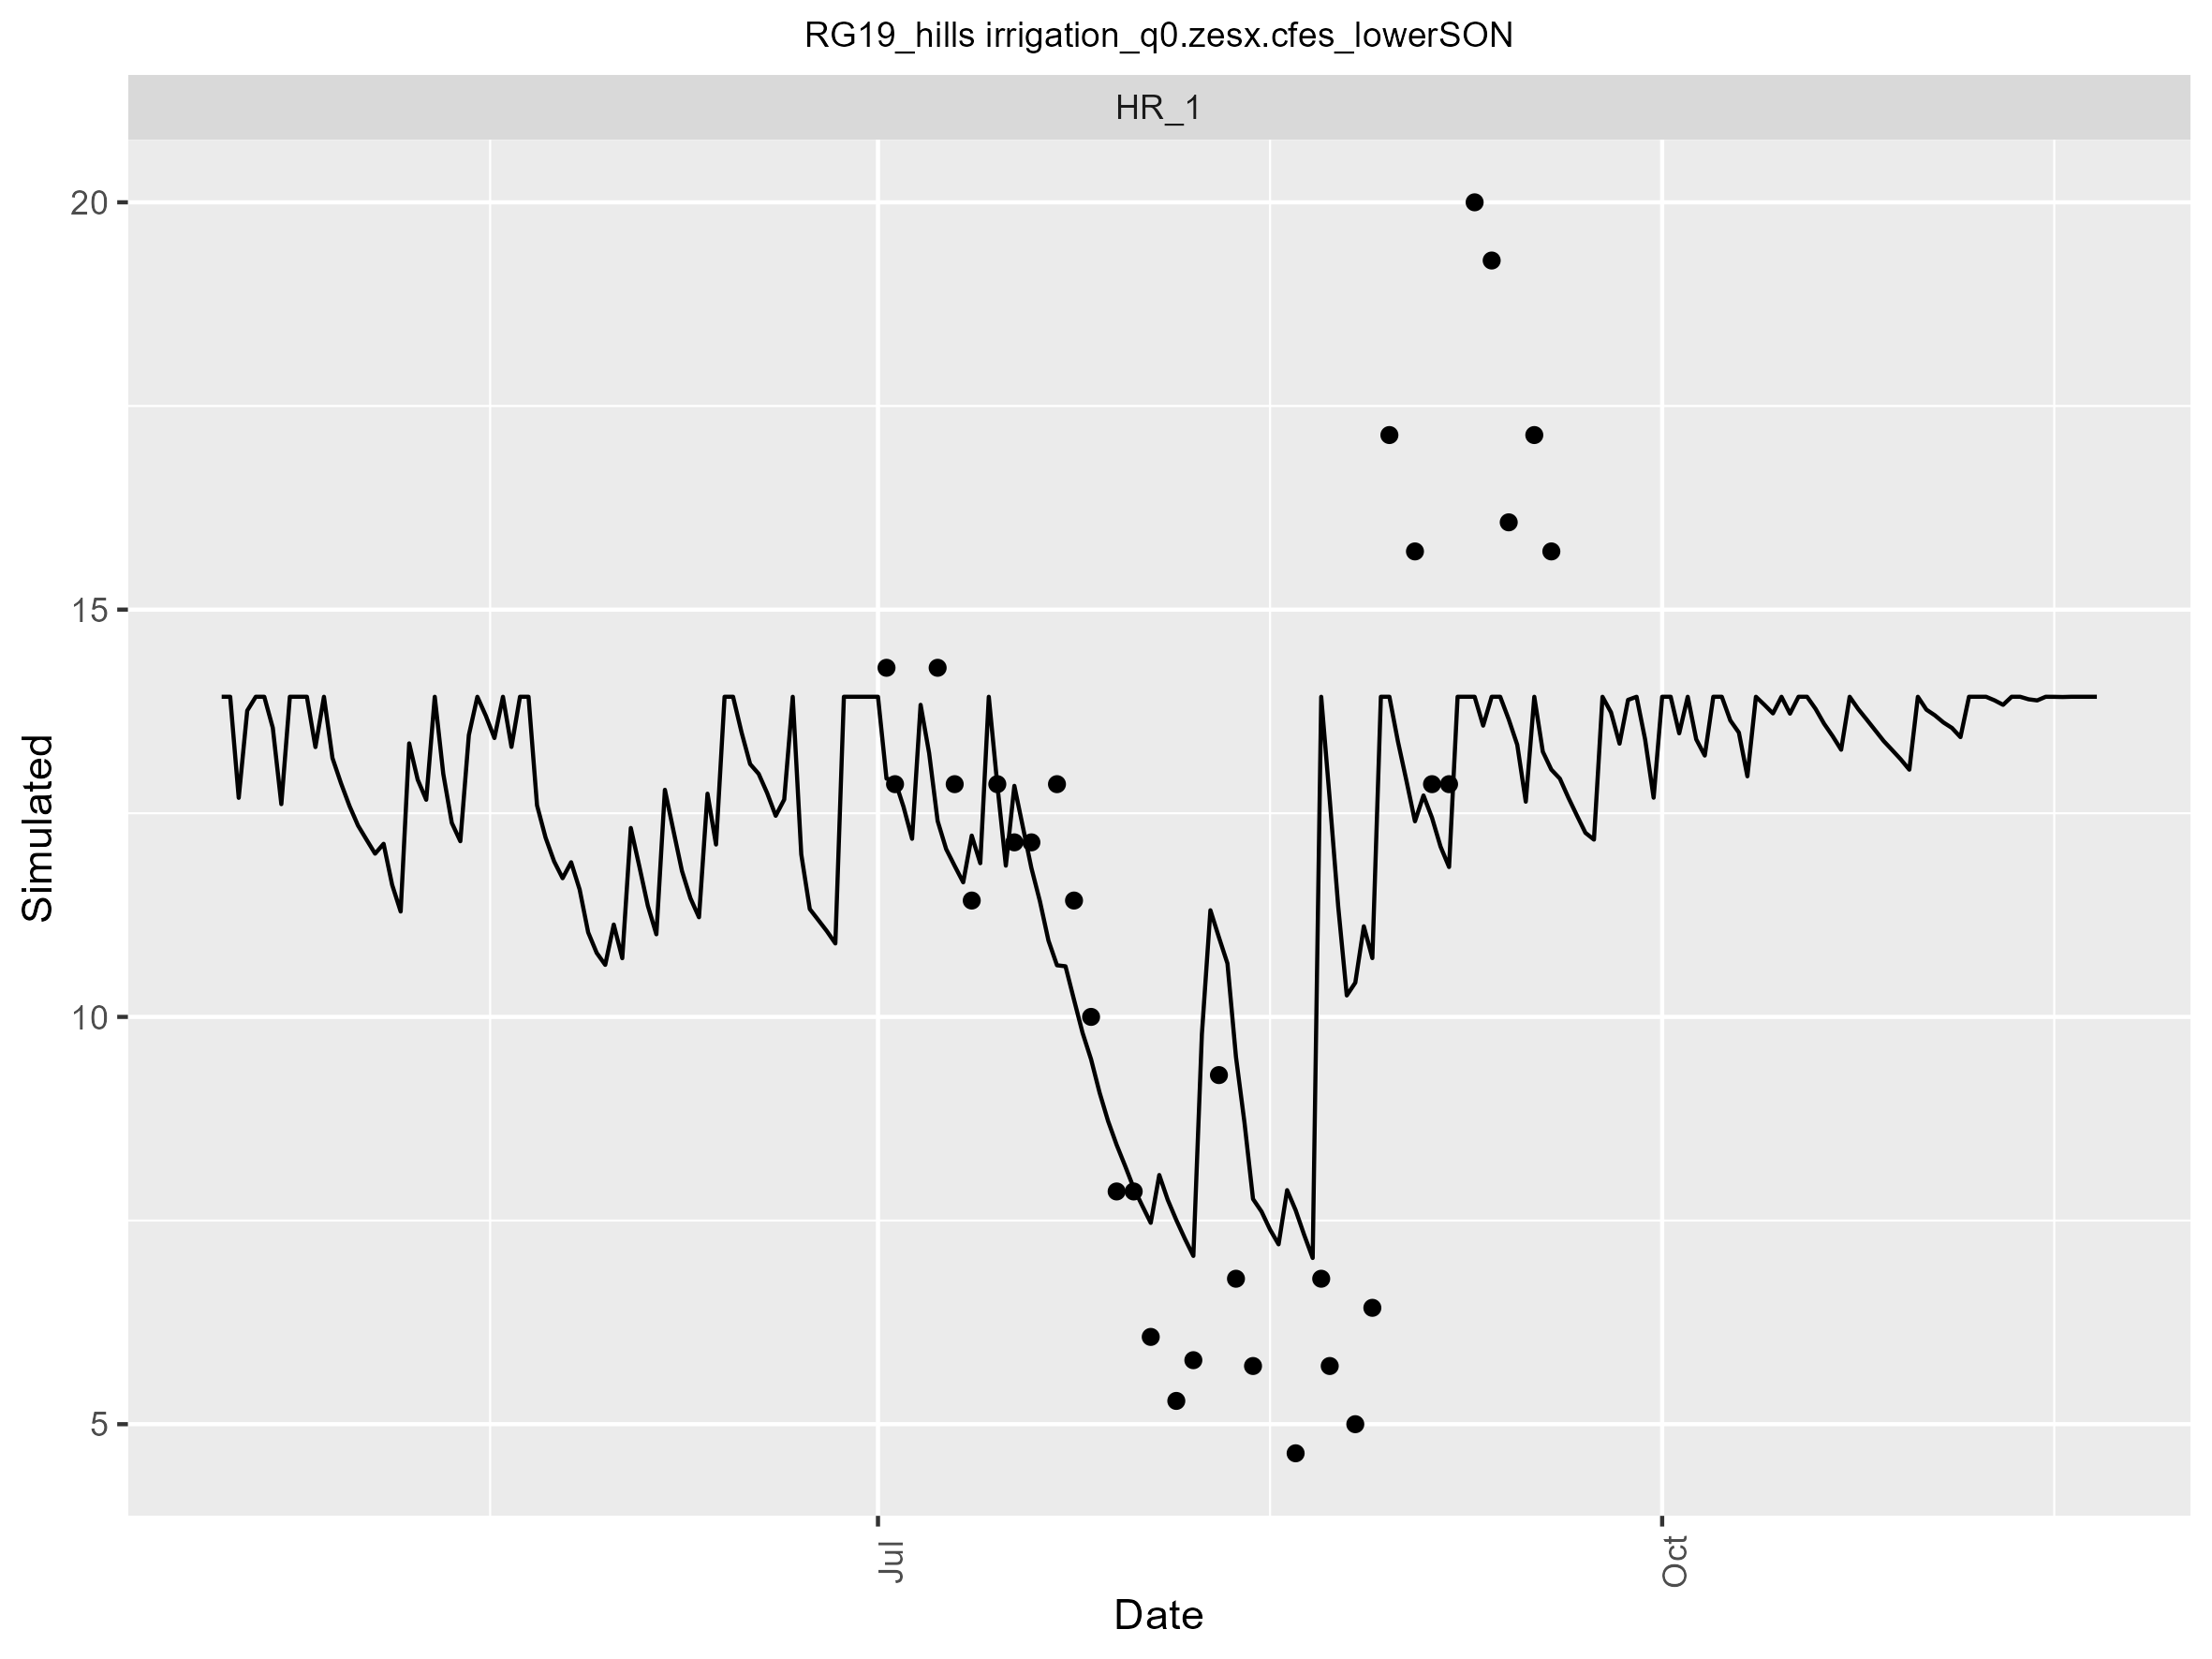 RG19_hills irrigation_q0.zesx.cfes_lowerSON
HR_1
20
15
10
5
Simulated
Jul
Oct
Date